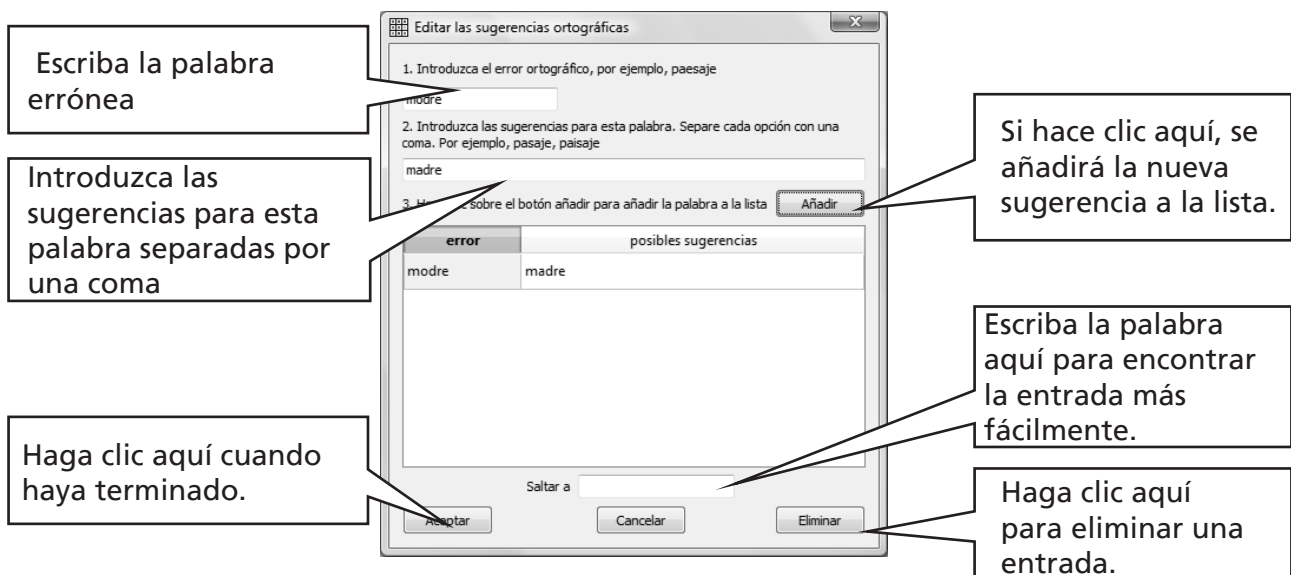 Editar las sugerencias ortográficas
x
Escriba la palabra
errónea
1. Introduzca el error ortográfico, por ejemplo, paesaje
modre
2. Introduzca las sugerencias para esta palabra. Separe cada opción con una
coma. Por ejemplo, pasaje, paisaje
Si hace clic aquí, se
añadirá la nueva
sugerencia a la lista.
Introduzca las
sugerencias para esta
palabra separadas por
una coma
madre
3. sobre el botón añadir para añadir la palabra a la lista
Añadir
error posibles sugerencias
modre madre
Escriba la palabra
aquí para encontrar
la entrada más
fácilmente.
Haga clic aquí cuando
haya terminado.
Saltar a
Aceptar Cancelar Eliminar
Haga clic aquí
para eliminar una
entrada.